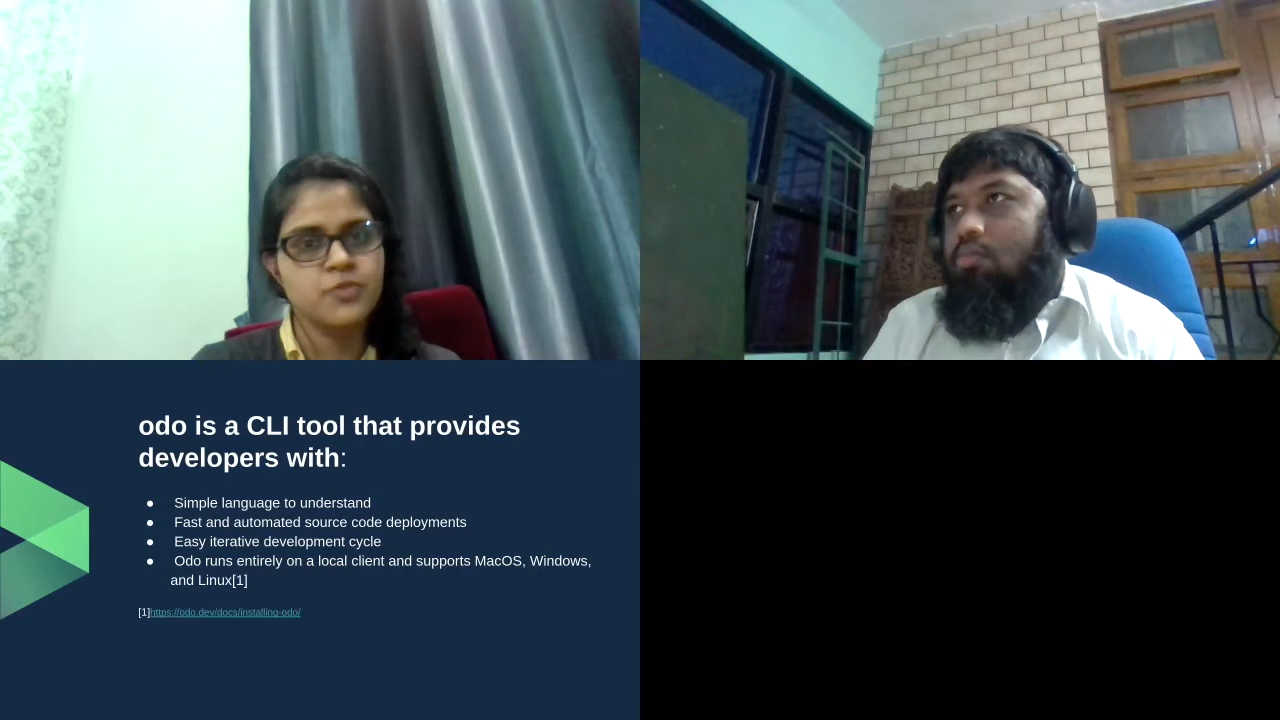 odo is a CLI tool that provides
developers with:
● Simple language to understand
● Fast and automated source code deployments
● Easy iterative development cycle
● Odo runs entirely on a local client and supports MacOS, Windows,
and Linux[1]
[1]https://odo.dev/docs/installing-odo/